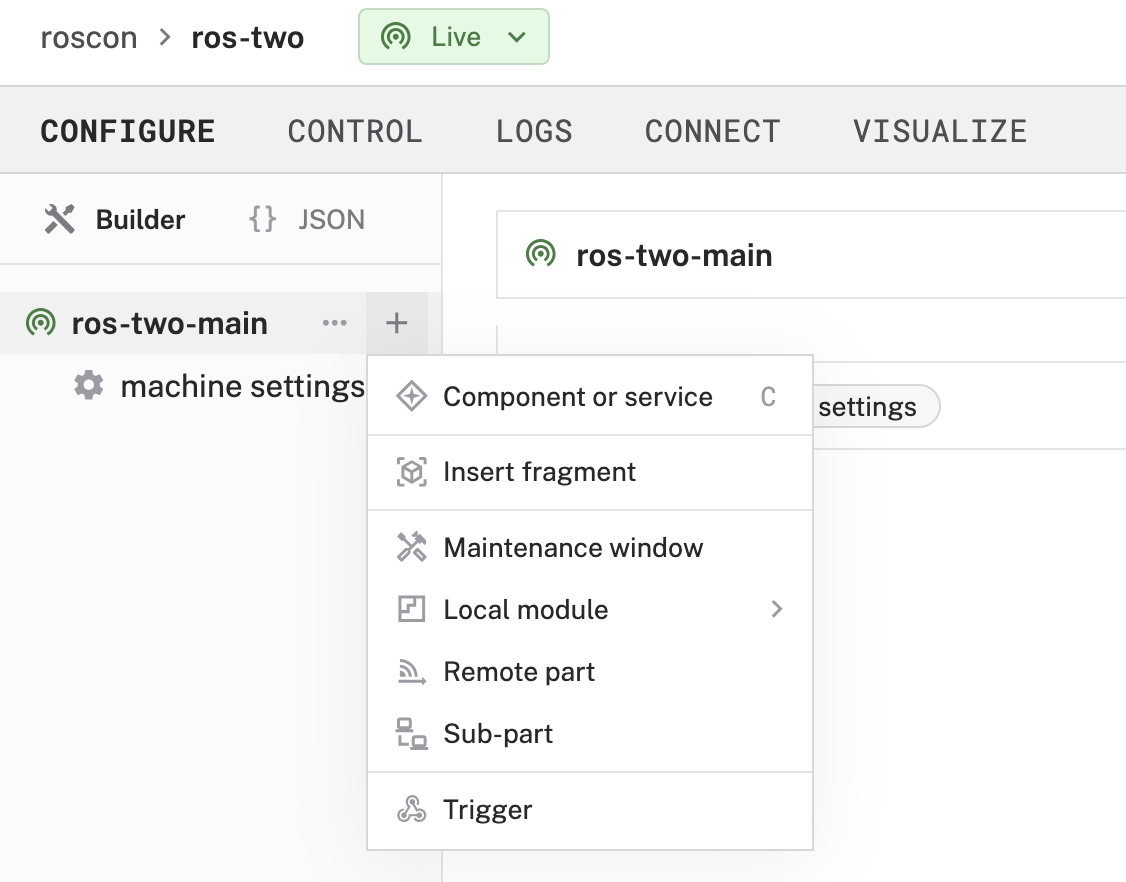 roscon > ros-two Live
CONFIGURE CONTROL LOGS CONNECT VISUALIZE
Builder {} JSON
ros-two-main
ros-two-main ... +
machine settings
Component or service C
settings
Insert fragment
Maintenance window
Local module >
Remote part
Sub-part
Trigger